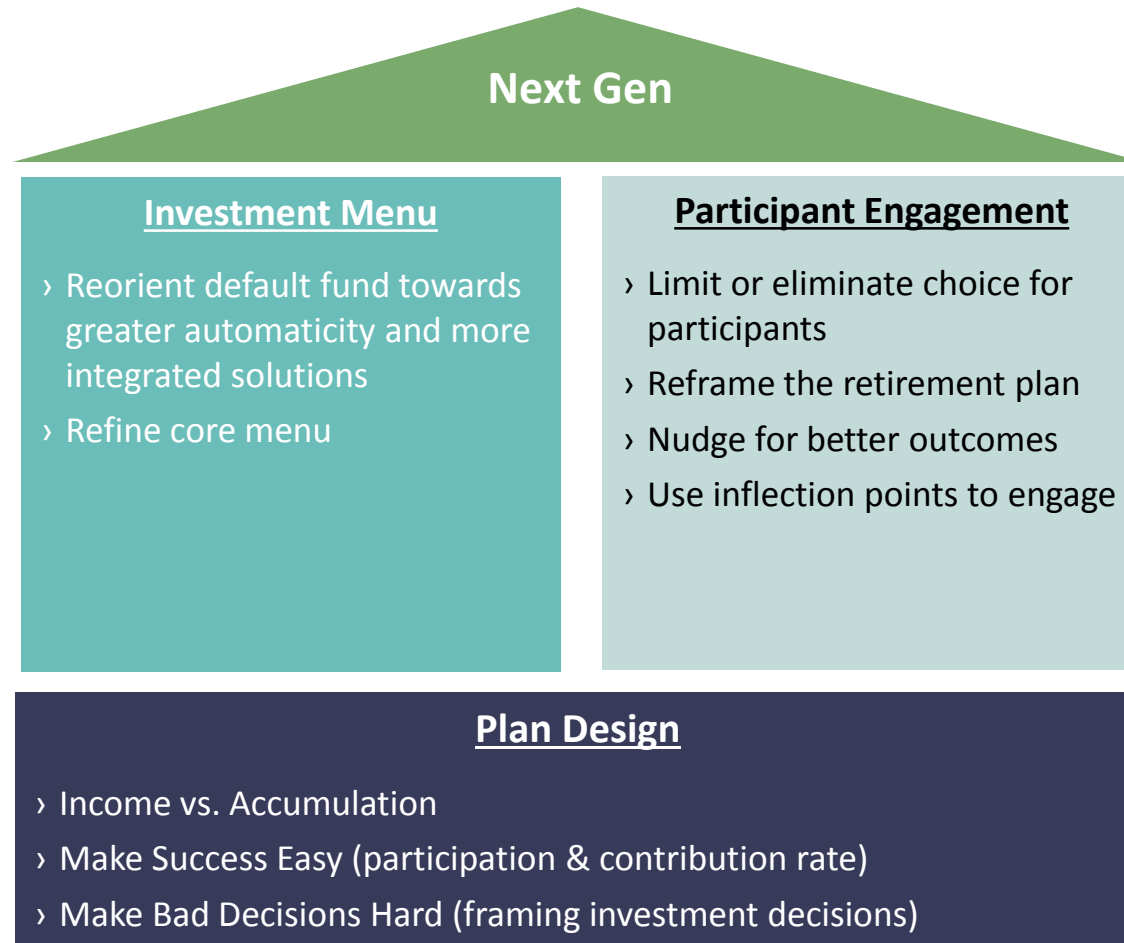 Next Gen
Investment Menu
› Reorient default fund towards
greater automaticity and more
integrated solutions
› Refine core menu
Participant Engagement
› Limit or eliminate choice for
participants
› Reframe the retirement plan
› Nudge for better outcomes
› Use inflection points to engage
Plan Design
› Income vs. Accumulation
› Make Success Easy (participation & contribution rate)
› Make Bad Decisions Hard (framing investment decisions)